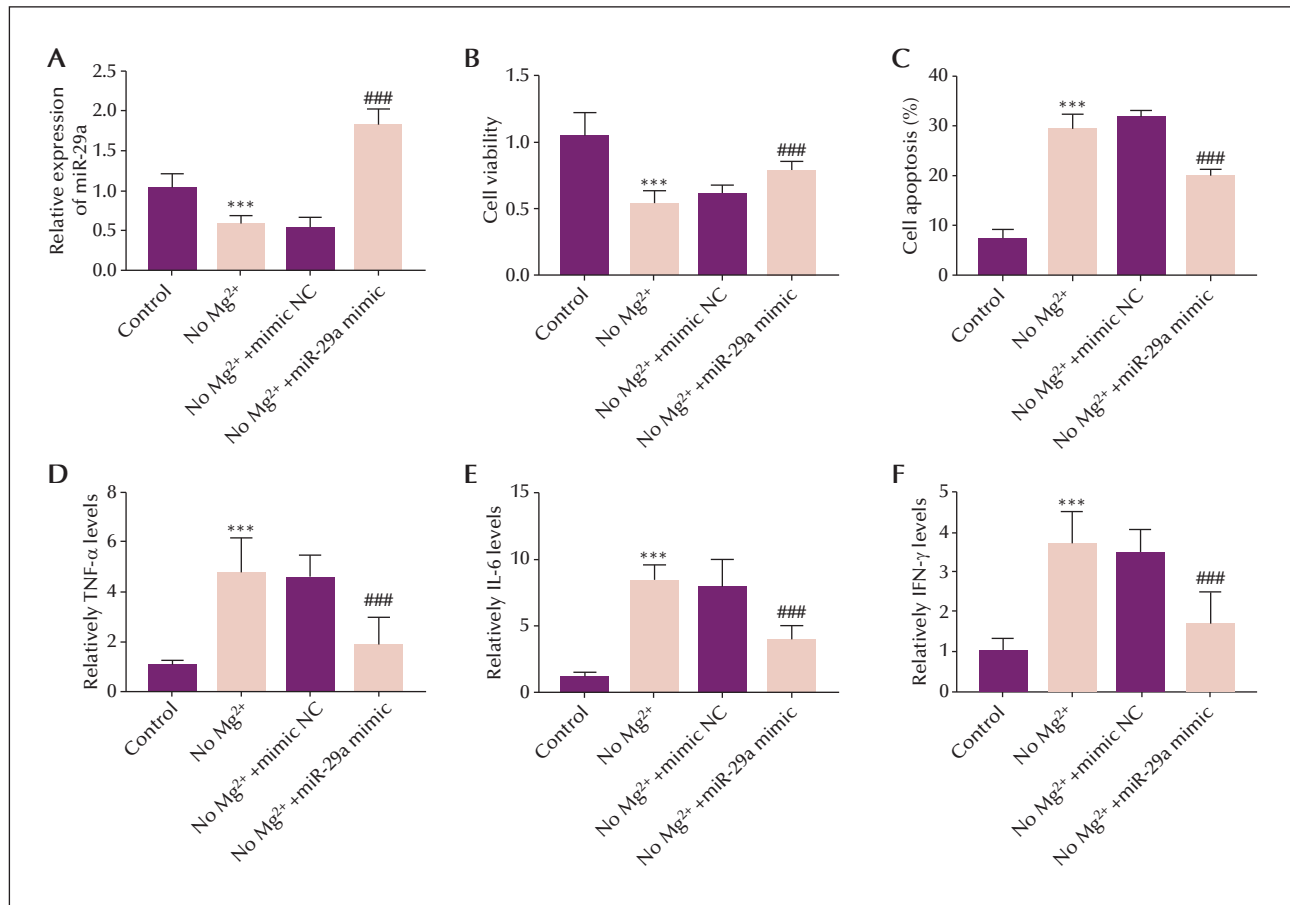 A
Relative expression
of miR-29a
2.5
2.0
1.5
1.0
0.5
0.0
***
###
Control
No Mg²⁺
No Mg²⁺ +mimic NC
No Mg²⁺ +miR-29a mimic
B
Cell viability
1.5
1.0
0.5
0.0
***
###
Control
No Mg²⁺
No Mg²⁺ +mimic NC
No Mg²⁺ +miR-29a mimic
C
Cell apoptosis (%)
40
30
20
10
0
***
###
Control
No Mg²⁺
No Mg²⁺ +mimic NC
No Mg²⁺ +miR-29a mimic
D
Relatively TNF-α levels
8
6
4
2
0
***
###
Control
No Mg²⁺
No Mg²⁺ +mimic NC
No Mg²⁺ +miR-29a mimic
E
Relatively IL-6 levels
15
10
5
0
***
###
Control
No Mg²⁺
No Mg²⁺ +mimic NC
No Mg²⁺ +miR-29a mimic
F
Relatively IFN-γ levels
5
4
3
2
1
0
***
###
Control
No Mg²⁺
No Mg²⁺ +mimic NC
No Mg²⁺ +miR-29a mimic